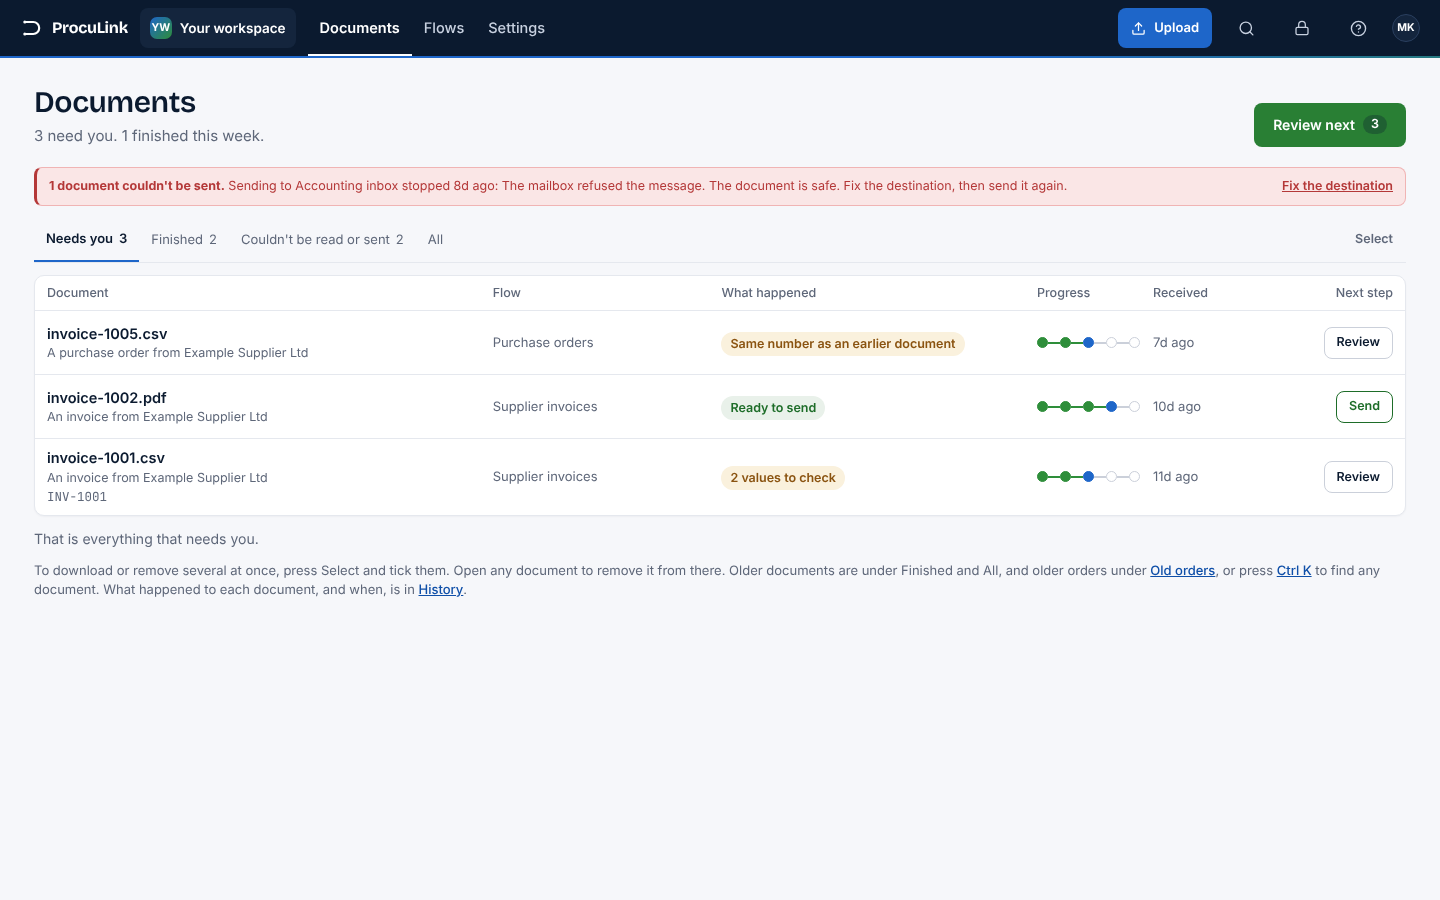 ProcuLink
YW Your workspace
Documents
Flows
Settings
Upload
MK
Documents
3 need you. 1 finished this week.
Review next 3
1 document couldn't be sent. Sending to Accounting inbox stopped 8d ago: The mailbox refused the message. The document is safe. Fix the destination, then send it again.
Fix the destination
Needs you 3
Finished 2
Couldn't be read or sent 2
All
Select
Document Flow What happened Progress Received Next step
invoice-1005.csv
A purchase order from Example Supplier Ltd
Purchase orders
Same number as an earlier document
7d ago
Review
invoice-1002.pdf
An invoice from Example Supplier Ltd
Supplier invoices
Ready to send
10d ago
Send
invoice-1001.csv
An invoice from Example Supplier Ltd
INV-1001
Supplier invoices
2 values to check
11d ago
Review
That is everything that needs you.
To download or remove several at once, press Select and tick them. Open any document to remove it from there. Older documents are under Finished and All, and older orders under Old orders, or press Ctrl K to find any
document. What happened to each document, and when, is in History.